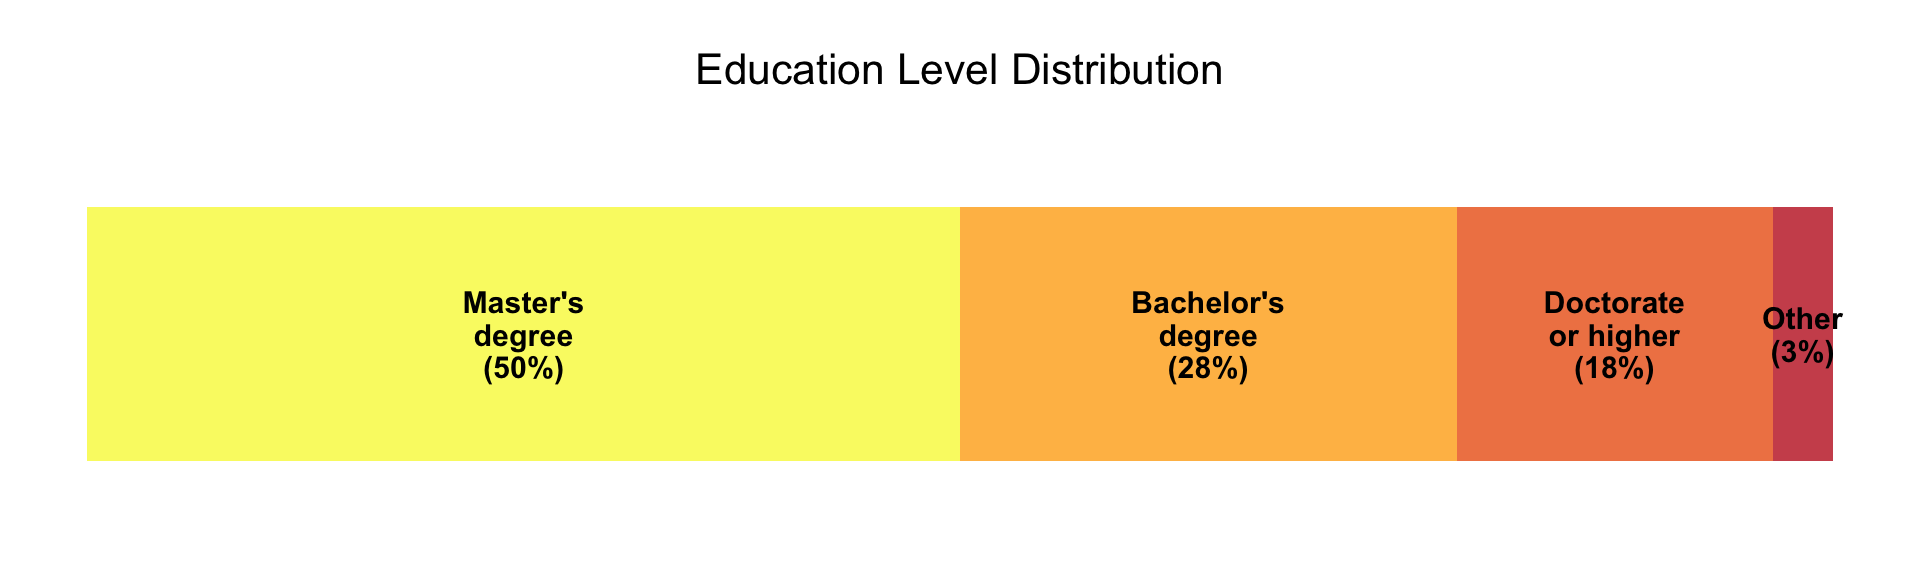 Education Level Distribution
Master's
degree
(50%)
Bachelor's
degree
(28%)
Doctorate
or higher
(18%)
Other
(3%)